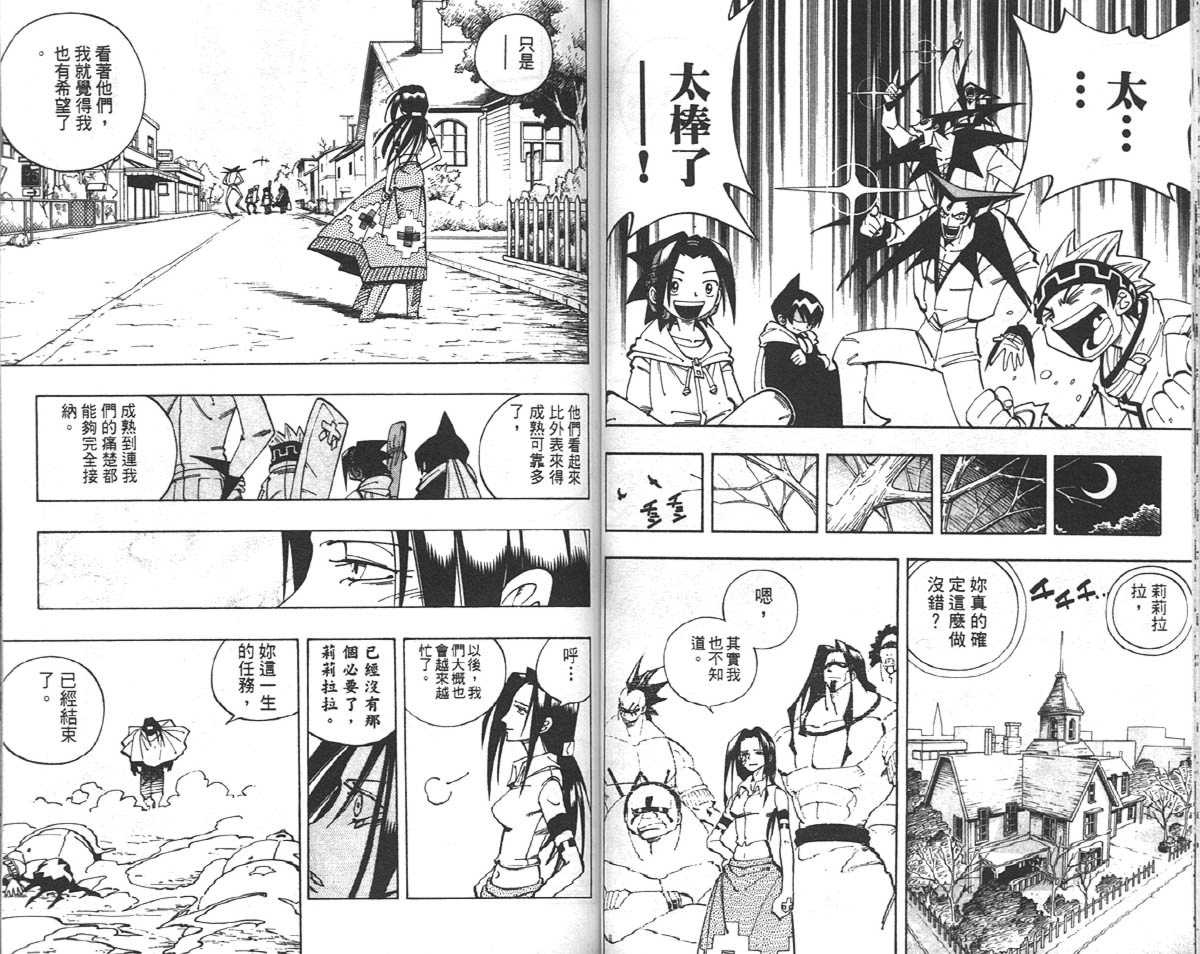 太…
…
太棒了
——！
莉莉拉
拉，
妳真的確
定這麼做
沒錯？
チチチ…
嗯，
其實我
也不知
道。
只是
——
看著他們，
我就覺得我
也有希望了
。
他們看起來
比外表來得
成熟可靠多
了，
成熟到連我
們的痛楚都
能夠完全接
納。
呼…
以後，我
們大概也
會越來越
忙了。
已經沒有那
個必要了，
莉莉拉拉。
妳這一生
的任務，
已經結束
了。